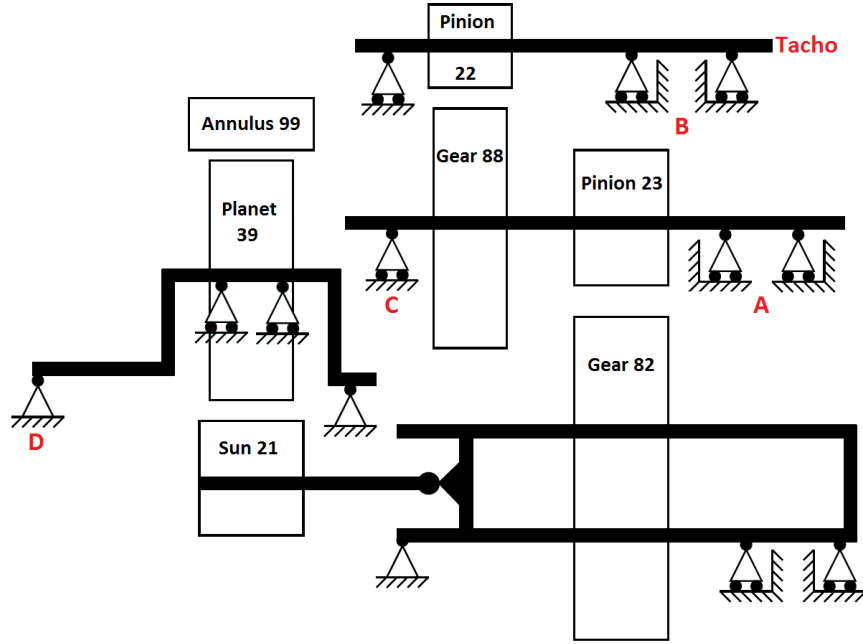 Pinion
22
Tacho
B
Annulus 99
Gear 88
Pinion 23
Planet
39
C
A
Gear 82
D
Sun 21